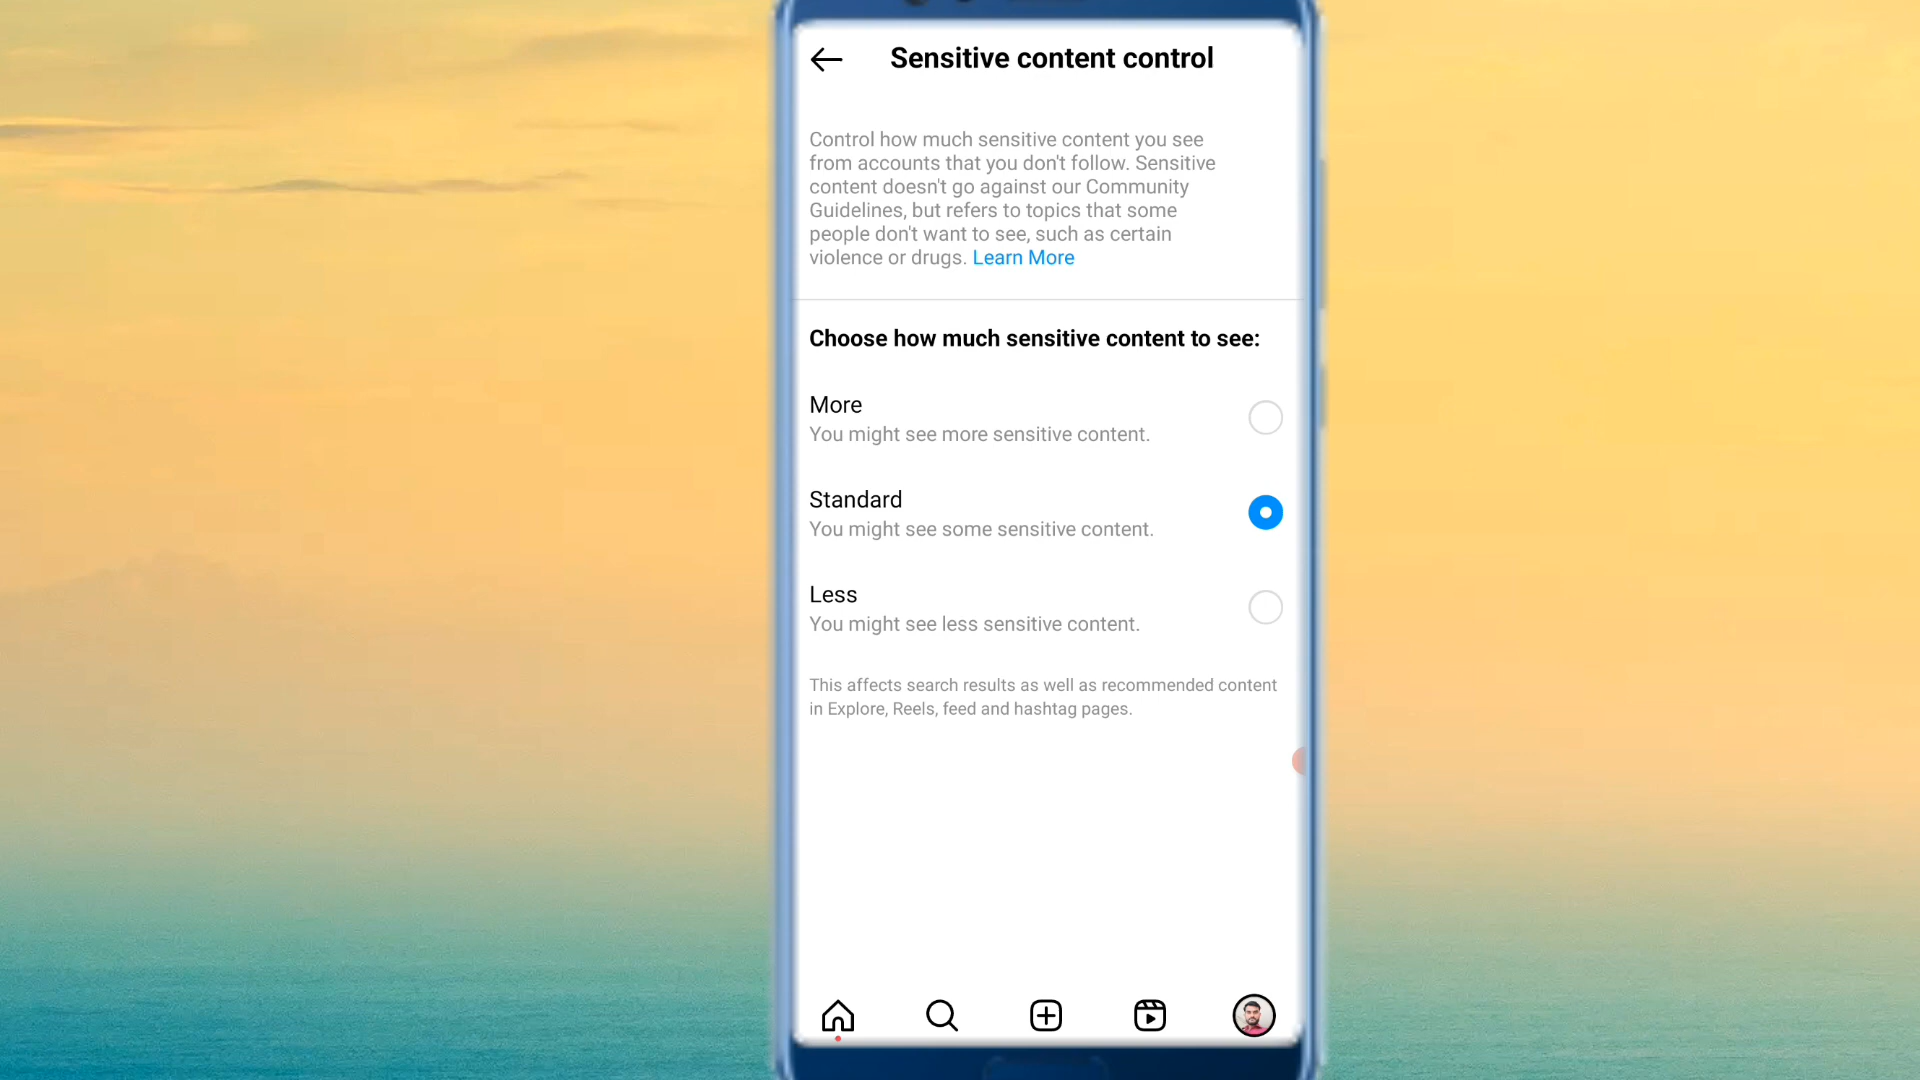 Sensitive content control
Control how much sensitive content you see
from accounts that you don't follow. Sensitive
content doesn't go against our Community
Guidelines, but refers to topics that some
people don't want to see, such as certain
violence or drugs. Learn More
Choose how much sensitive content to see:
More
You might see more sensitive content.
Standard
You might see some sensitive content.
Less
You might see less sensitive content.
This affects search results as well as recommended content
in Explore, Reels, feed and hashtag pages.